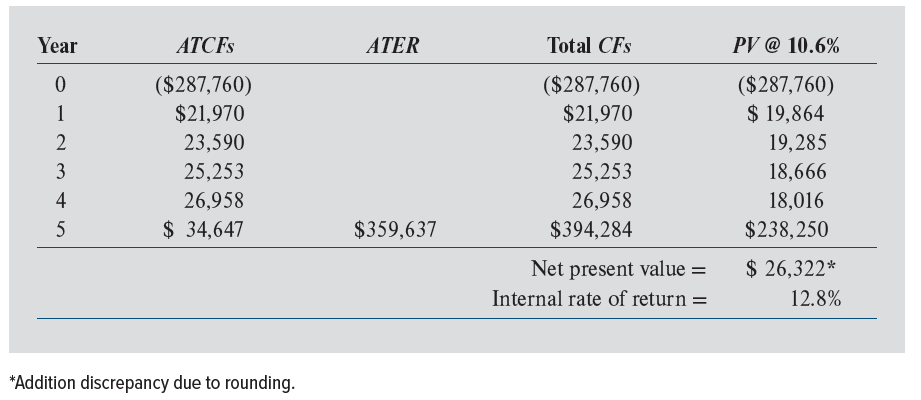 Year ATCFs ATER Total CFs PV @ 10.6%
0 ($287,760) ($287,760) ($287,760)
1 $21,970 $21,970 $ 19,864
2 23,590 23,590 19,285
3 25,253 25,253 18,666
4 26,958 26,958 18,016
5 $ 34,647 $359,637 $394,284 $238,250
Net present value = $ 26,322*
Internal rate of return = 12.8%
*Addition discrepancy due to rounding.